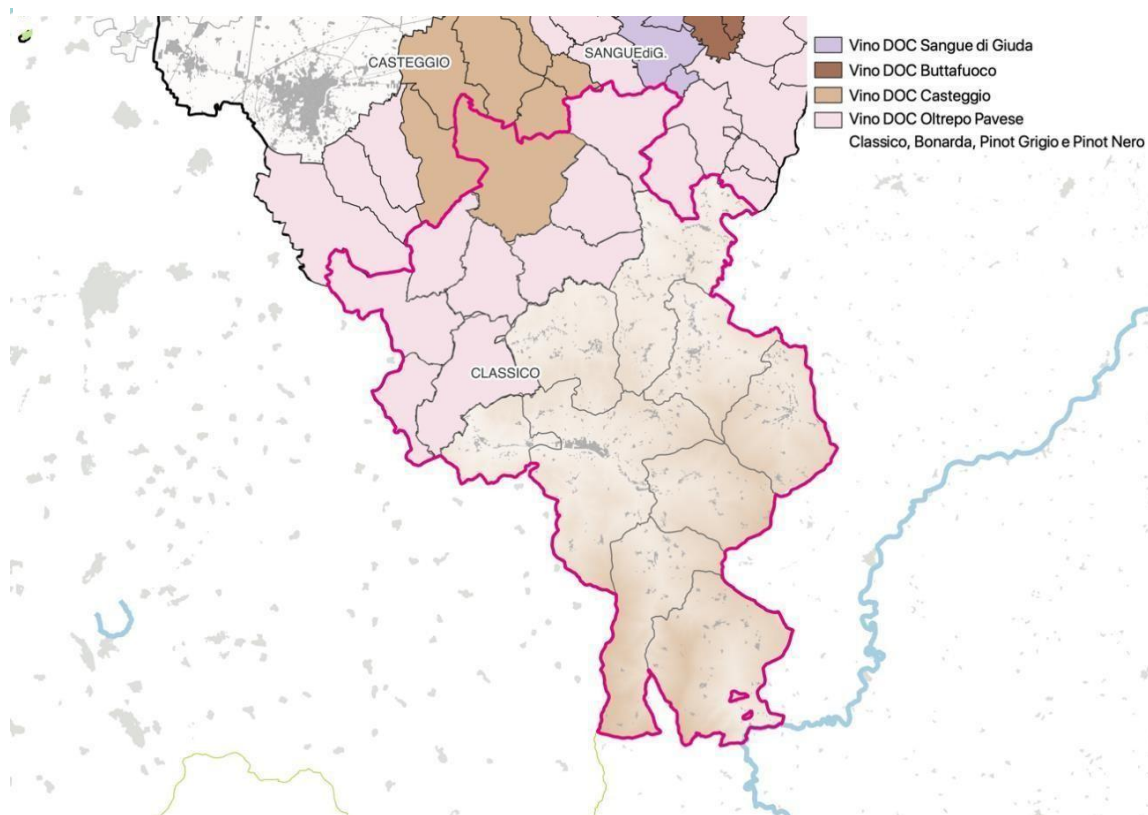 CASTEGGIO
SANGUEdiG.
CLASSICO
Vino DOC Sangue di Giuda
Vino DOC Buttafuoco
Vino DOC Casteggio
Vino DOC Oltrepo Pavese
Classico, Bonarda, Pinot Grigio e Pinot Nero